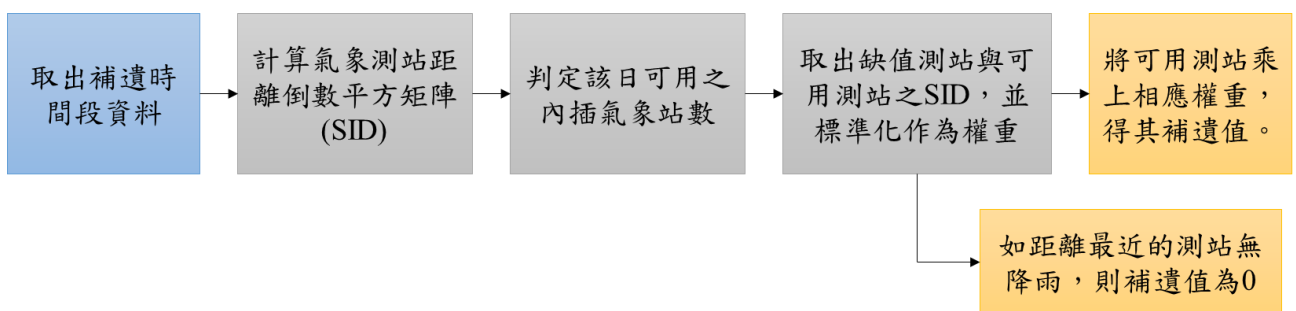 取出補遺時
間段資料
計算氣象測站距
離倒數平方矩陣
(SID)
判定該日可用之
內插氣象站數
取出缺值測站與可
用測站之SID，並
標準化作為權重
將可用測站乘
上相應權重，
得其補遺值。
如距離最近的測站無
降雨，則補遺值為0